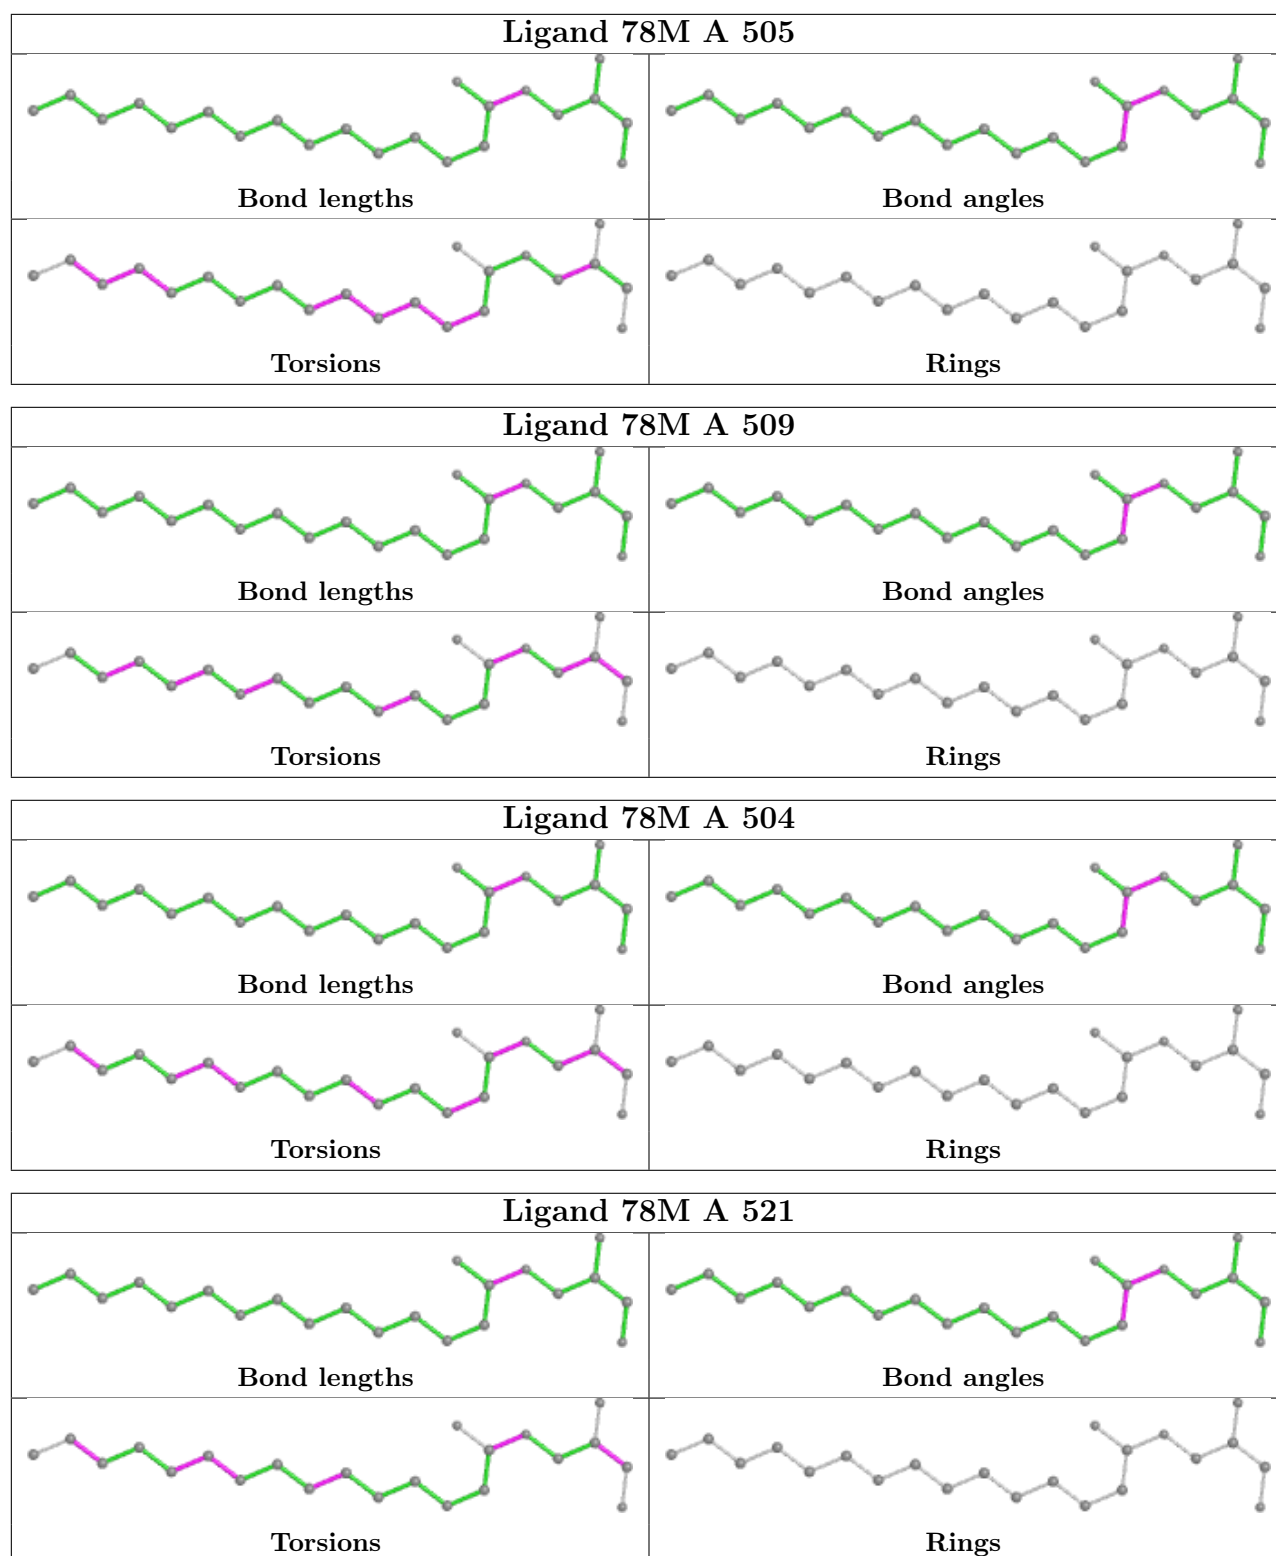 Ligand 78M A 505
Bond lengths
Bond angles
Torsions
Rings
Ligand 78M A 509
Bond lengths
Bond angles
Torsions
Rings
Ligand 78M A 504
Bond lengths
Bond angles
Torsions
Rings
Ligand 78M A 521
Bond lengths
Bond angles
Torsions
Rings